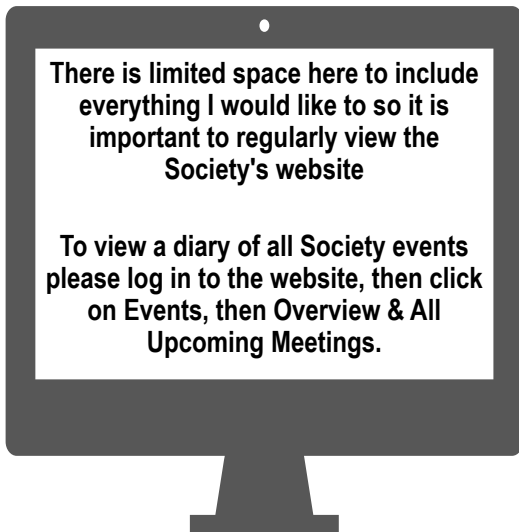 There is limited space here to include
everything I would like to so it is
important to regularly view the
Society's website
To view a diary of all Society events
please log in to the website, then click
on Events, then Overview & All
Upcoming Meetings.